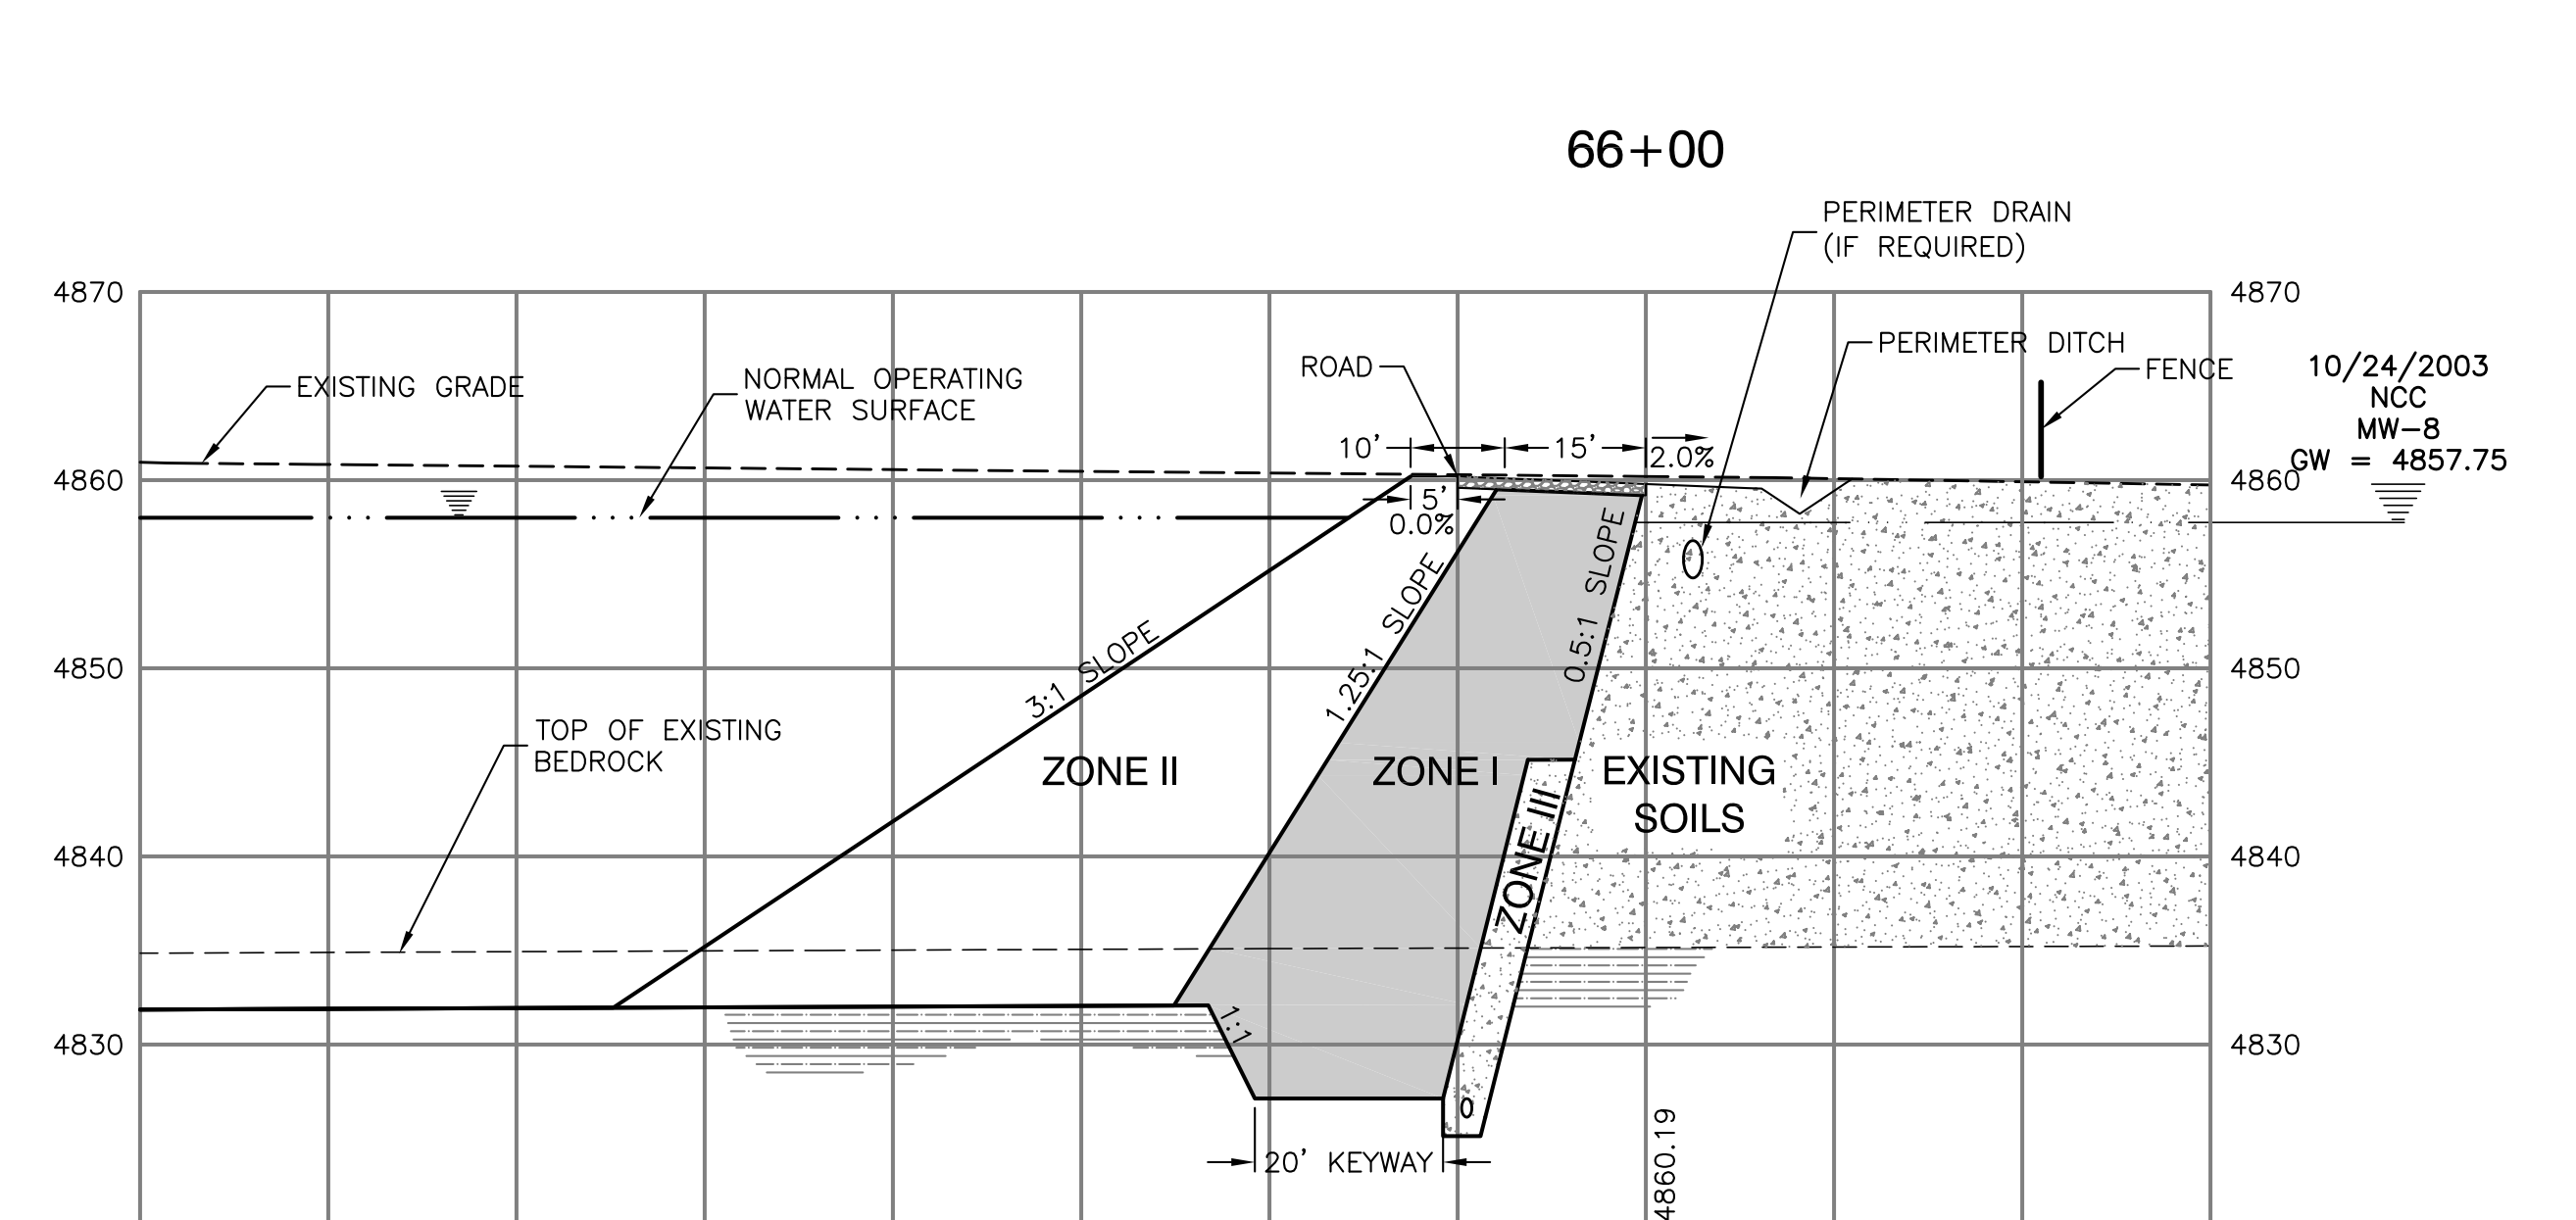 66+00
PERIMETER DRAIN
(IF REQUIRED)
4870
4870
PERIMETER DITCH
FENCE
10/24/2003
NCC
MW-8
GW = 4857.75
ROAD
EXISTING GRADE
NORMAL OPERATING
WATER SURFACE
10'
15'
2.0%
4860
4860
5'
0.0%
3:1 SLOPE
1.25:1 SLOPE
0.5:1 SLOPE
4850
4850
TOP OF EXISTING
BEDROCK
ZONE II
ZONE I
ZONE III
EXISTING
SOILS
4840
4840
1:1
4830
4830
20' KEYWAY
4860.19